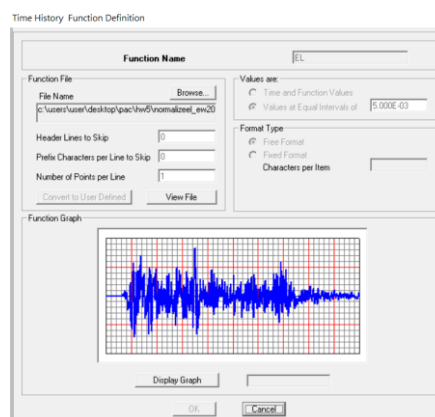 Time History Function Definition
Function Name
EL
Function File
File Name
Browse...
c:\users\user\desktop\pac\hw5\normalizeel_ew20
Header Lines to Skip
0
Prefix Characters per Line to Skip
0
Number of Points per Line
1
Convert to User Defined
View File
Values are:
Time and Function Values
Values at Equal Intervals of
5.000E-03
Format Type
Free Format
Fixed Format
Characters per Item
Function Graph
Display Graph
OK
Cancel